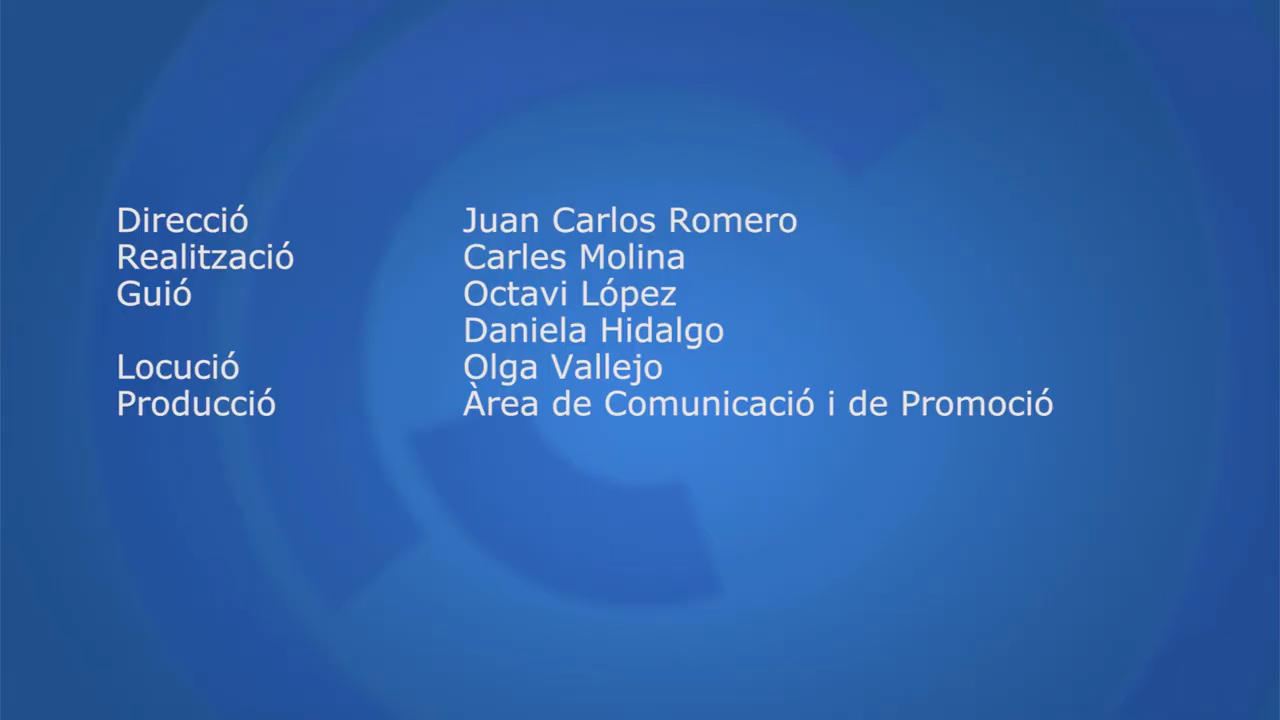 Direcció Juan Carlos Romero
Realització Carles Molina
Guió Octavi López
Daniela Hidalgo
Locució Olga Vallejo
Producció Àrea de Comunicació i de Promoció